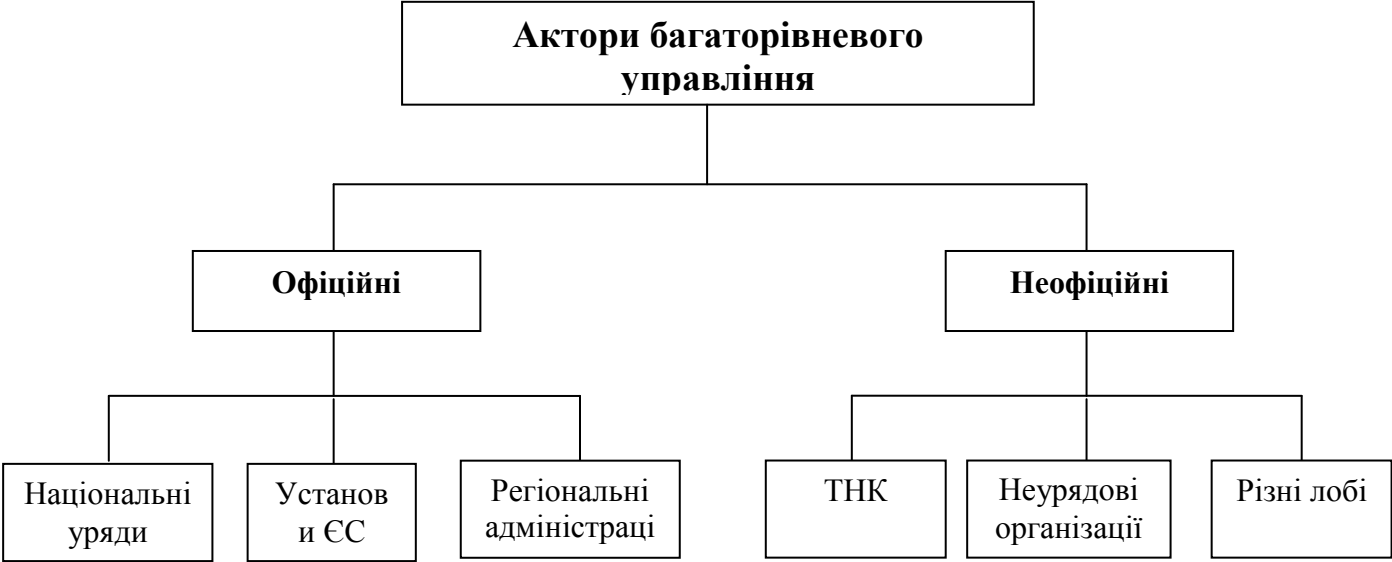 Актори багаторівневого
управління
Офіційні
Неофіційні
Національні
уряди
Установ
и ЄС
Регіональні
адміністраці
ТНК
Неурядові
організації
Різні лобі